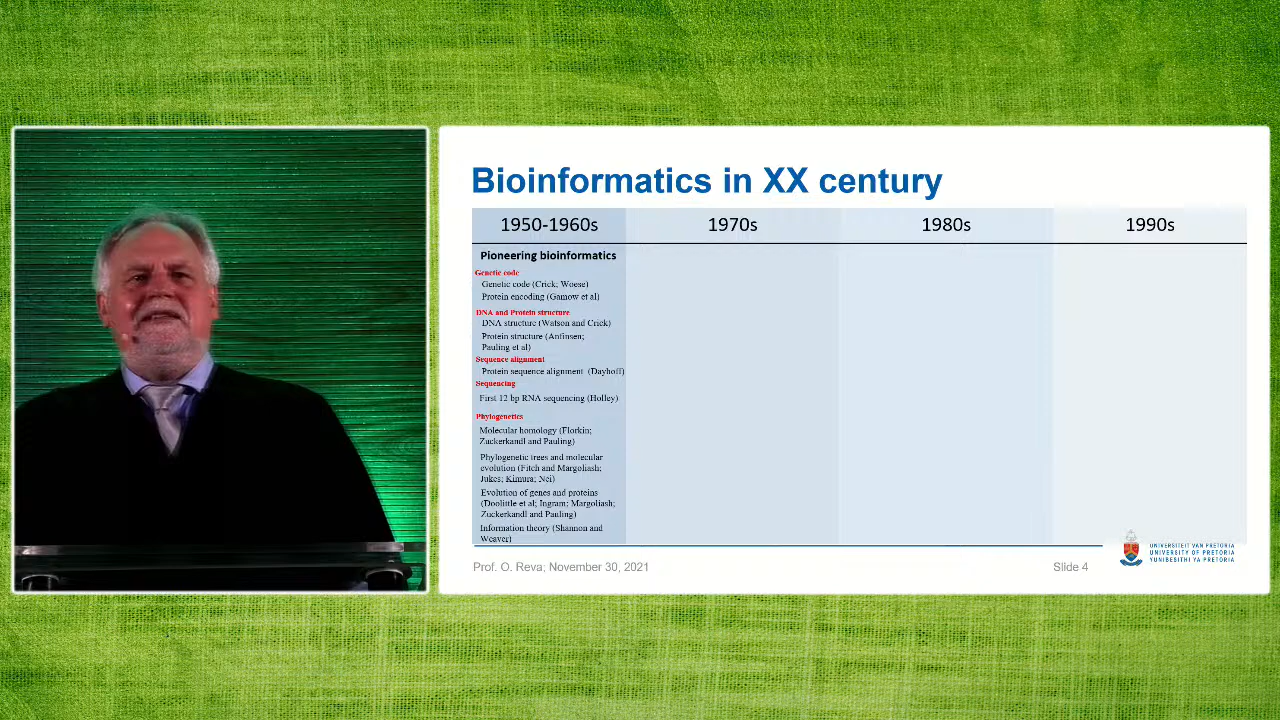 Bioinformatics in XX century
1950-1960s
1970s
1980s
1990s
Pioneering bioinformatics
Genetic code
Genetic code (Crick; Woese)
Protein encoding (Gamow et al)
DNA and Protein structure
DNA structure (Watson and Crick)
Protein structure (Anfinsen;
Pauling et al)
Sequence alignment
Protein sequence alignment (Dayhoff)
Sequencing
First 12 bp RNA sequencing (Holley)
Phylogenetics
Molecular homology (Florkin;
Zuckerkandl and Pauling)
Phylogenetic trees and molecular
evolution (Fitch and Margoliash;
Jukes; Kimura; Nei)
Evolution of genes and proteins
(Doolittle et al; Ingram; Margoliash;
Zuckerkandl and Pauling)
Information theory (Shannon and
Weaver)
Prof. O. Reva; November 30, 2021
Slide 4
UNIVERSITEIT VAN PRETORIA
UNIVERSITY OF PRETORIA
YUNIBESITHI YA PRETORIA